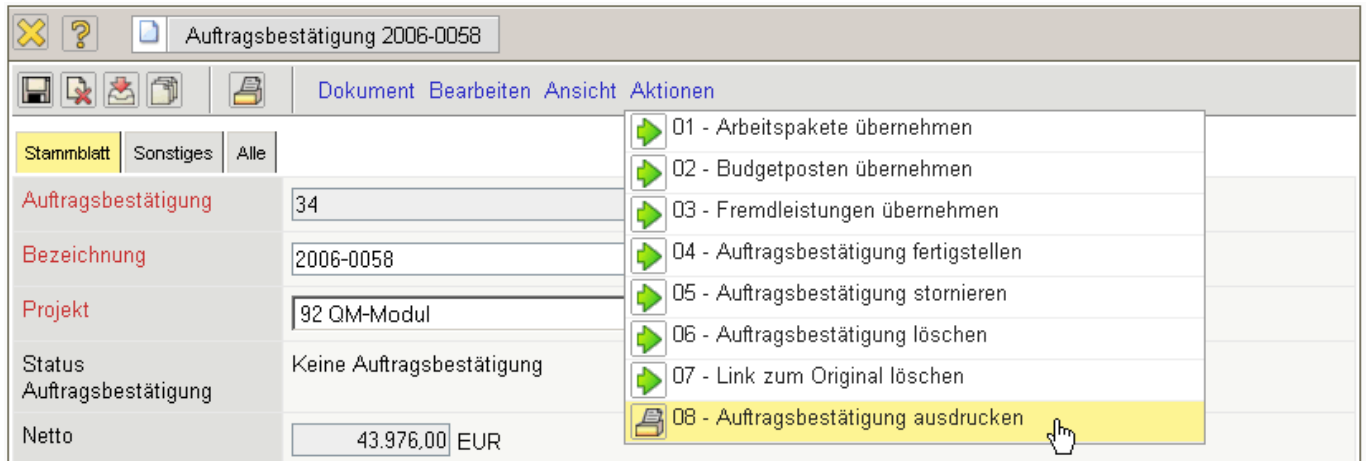 Auftragsbestätigung 2006-0058
Dokument Bearbeiten Ansicht Aktionen
01 - Arbeitspakete übernehmen
02 - Budgetposten übernehmen
03 - Fremdleistungen übernehmen
04 - Auftragsbestätigung fertigstellen
05 - Auftragsbestätigung stornieren
06 - Auftragsbestätigung löschen
07 - Link zum Original löschen
08 - Auftragsbestätigung ausdrucken
Stammblatt Sonstiges Alle
Auftragsbestätigung 34
Bezeichnung 2006-0058
Projekt 92 QM-Modul
Status Keine Auftragsbestätigung
Auftragsbestätigung
Netto 43.976,00 EUR